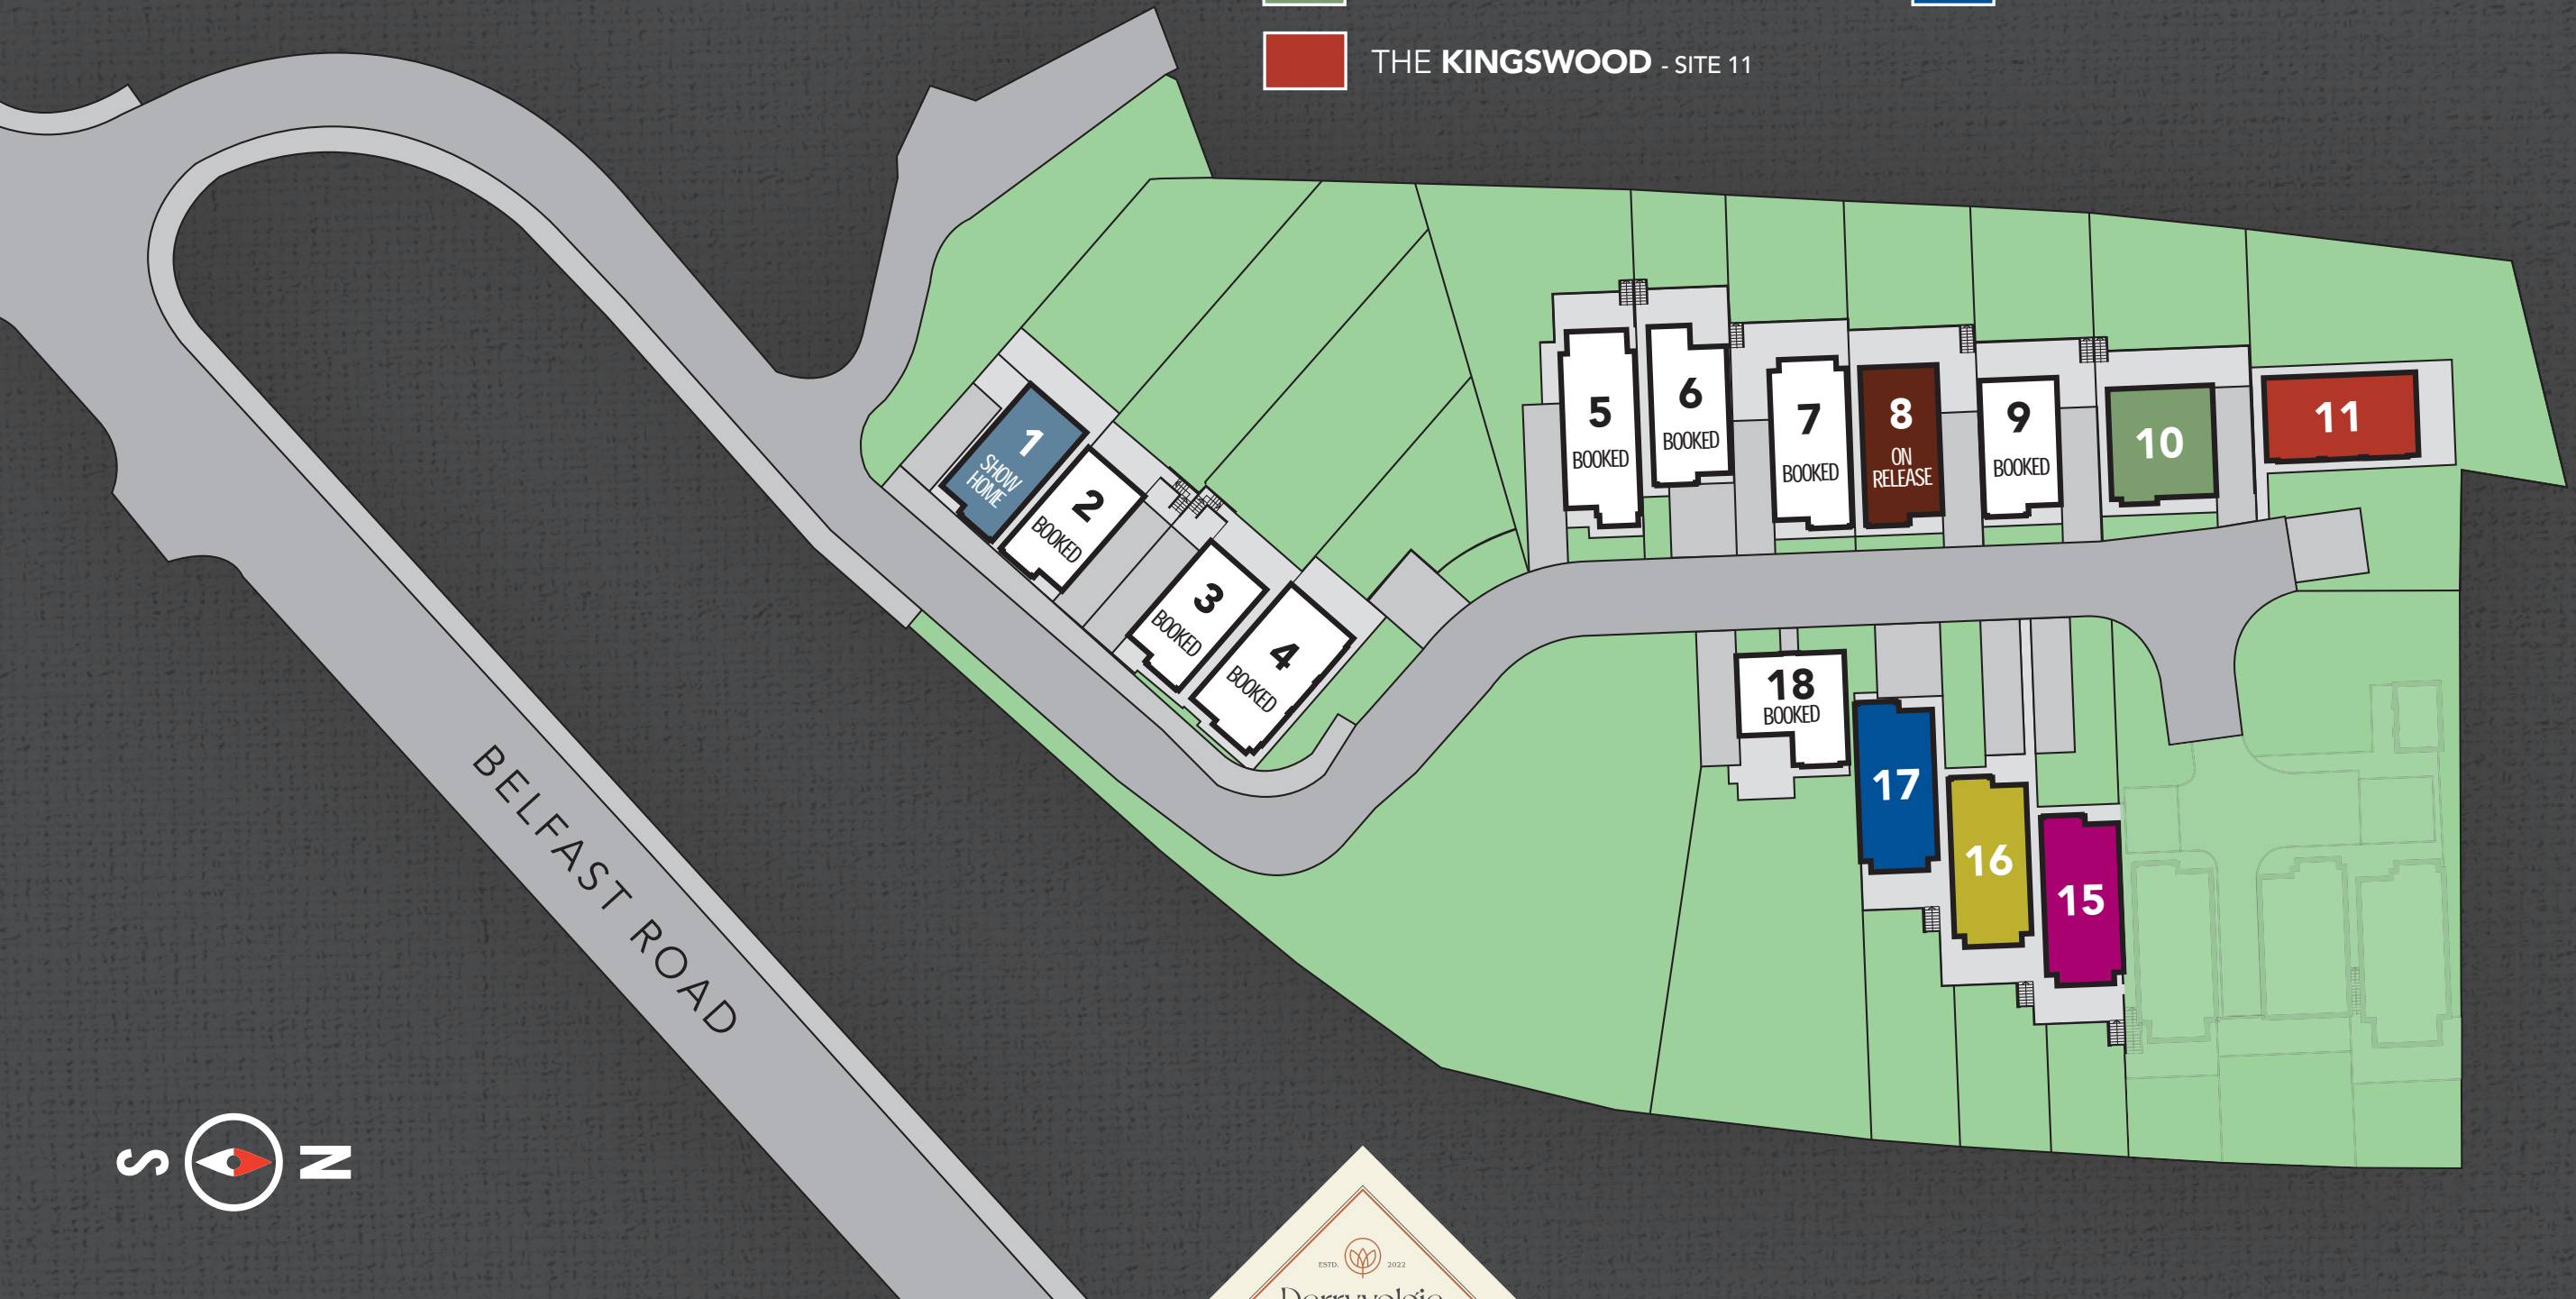 THE KINGSWOOD - SITE 11
1
SHOW
HOME
2
BOOKED
3
BOOKED
4
BOOKED
5
BOOKED
6
BOOKED
7
BOOKED
8
ON
RELEASE
9
BOOKED
10
11
18
BOOKED
17
16
15
BELFAST ROAD
S N
ESTD. 2022